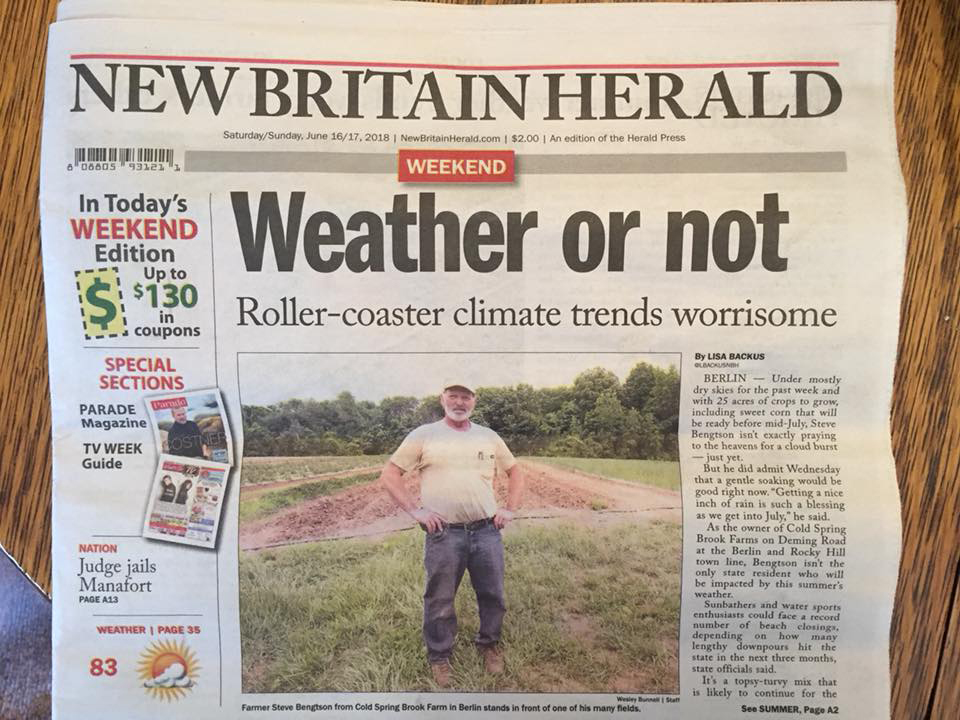 NEW BRITAIN HERALD
Saturday/Sunday, June 16/17, 2018 | NewBritainHerald.com | $2.00 | An edition of the Herald Press
8 08805 93121 1
WEEKEND
In Today's
WEEKEND
Edition
$
Up to
$130
in
coupons
SPECIAL
SECTIONS
PARADE
Magazine
TV WEEK
Guide
Parade
COSTNER
NATION
Judge jails
Manafort
PAGE A13
WEATHER | PAGE 35
83
Weather or not
Roller-coaster climate trends worrisome
Wesley Bunnell | Staff
Farmer Steve Bengtson from Cold Spring Brook Farm in Berlin stands in front of one of his many fields.
By LISA BACKUS
@LBACKUSNBH
BERLIN — Under mostly
dry skies for the past week and
with 25 acres of crops to grow,
including sweet corn that will
be ready before mid-July, Steve
Bengtson isn't exactly praying
to the heavens for a cloud burst
— just yet.
But he did admit Wednesday
that a gentle soaking would be
good right now. "Getting a nice
inch of rain is such a blessing
as we get into July," he said.
As the owner of Cold Spring
Brook Farms on Deming Road
at the Berlin and Rocky Hill
town line, Bengtson isn't the
only state resident who will
be impacted by this summer's
weather.
Sunbathers and water sports
enthusiasts could face a record
number of beach closings,
depending on how many
lengthy downpours hit the
state in the next three months,
state officials said.
It's a topsy-turvy mix that
is likely to continue for the
See SUMMER, Page A2